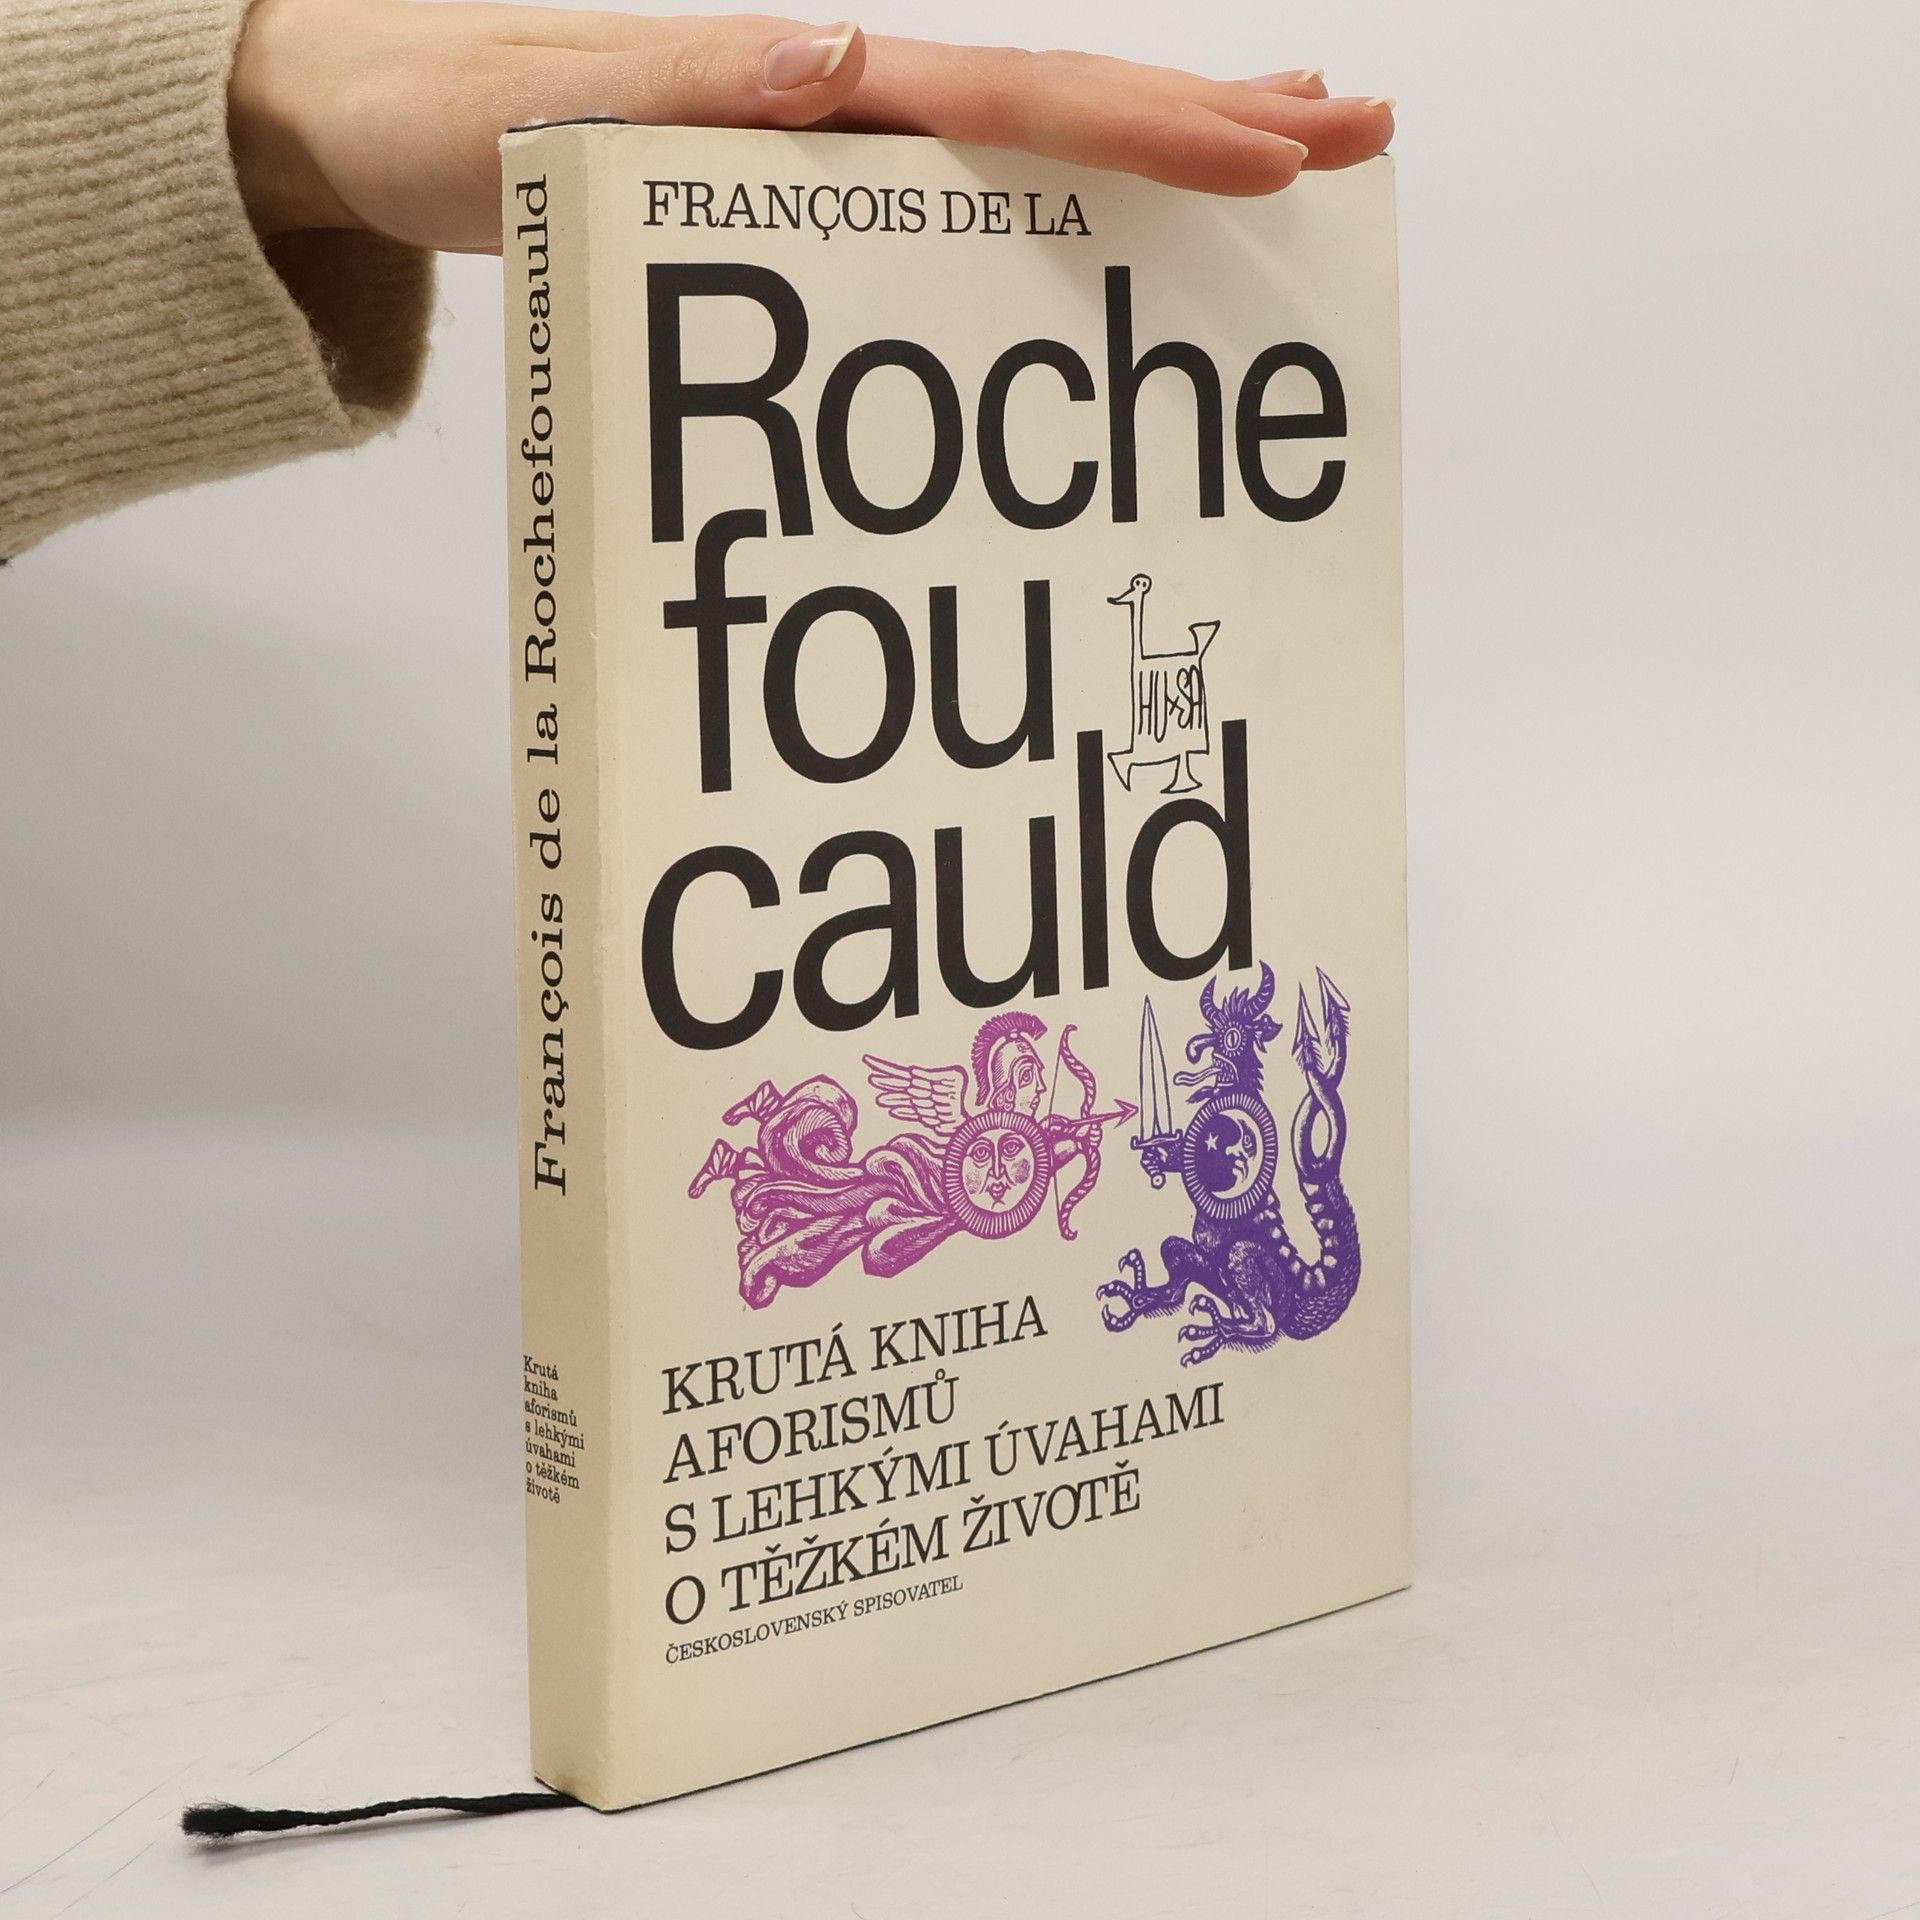 FRANÇOIS DE LA
Roche
fou
cauld
KRUTÁ KNIHA
AFORISMŮ
S LEHKÝMI ÚVAHAMI
O TĚŽKÉM ŽIVOTĚ
ČESKOSLOVENSKÝ SPISOVATEL
François de la Rochefoucauld
Krutá
kniha
aforismů
s lehkými
úvahami
o těžkém
životě